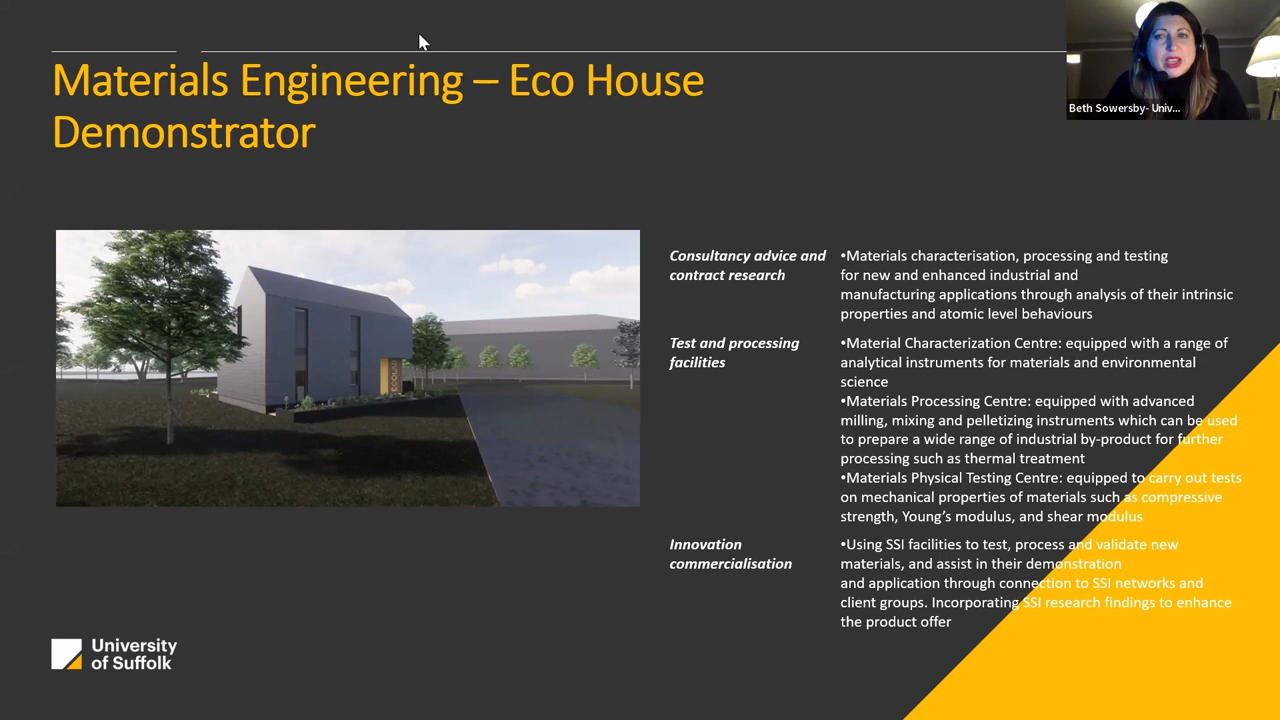 Materials Engineering – Eco House
Demonstrator
Beth Sowersby- Univ...
Consultancy advice and
contract research
•Materials characterisation, processing and testing
for new and enhanced industrial and
manufacturing applications through analysis of their intrinsic
properties and atomic level behaviours
Test and processing
facilities
•Material Characterization Centre: equipped with a range of
analytical instruments for materials and environmental
science
•Materials Processing Centre: equipped with advanced
milling, mixing and pelletizing instruments which can be used
to prepare a wide range of industrial by-product for further
processing such as thermal treatment
•Materials Physical Testing Centre: equipped to carry out tests
on mechanical properties of materials such as compressive
strength, Young’s modulus, and shear modulus
Innovation
commercialisation
•Using SSI facilities to test, process and validate new
materials, and assist in their demonstration
and application through connection to SSI networks and
client groups. Incorporating SSI research findings to enhance
the product offer
University
of Suffolk